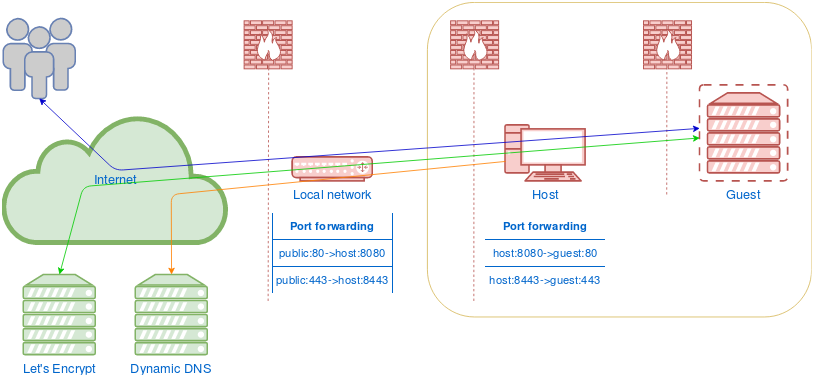 Internet
Local network
Host
Guest
Port forwarding
public:80->host:8080
public:443->host:8443
Port forwarding
host:8080->guest:80
host:8443->guest:443
Let's Encrypt
Dynamic DNS